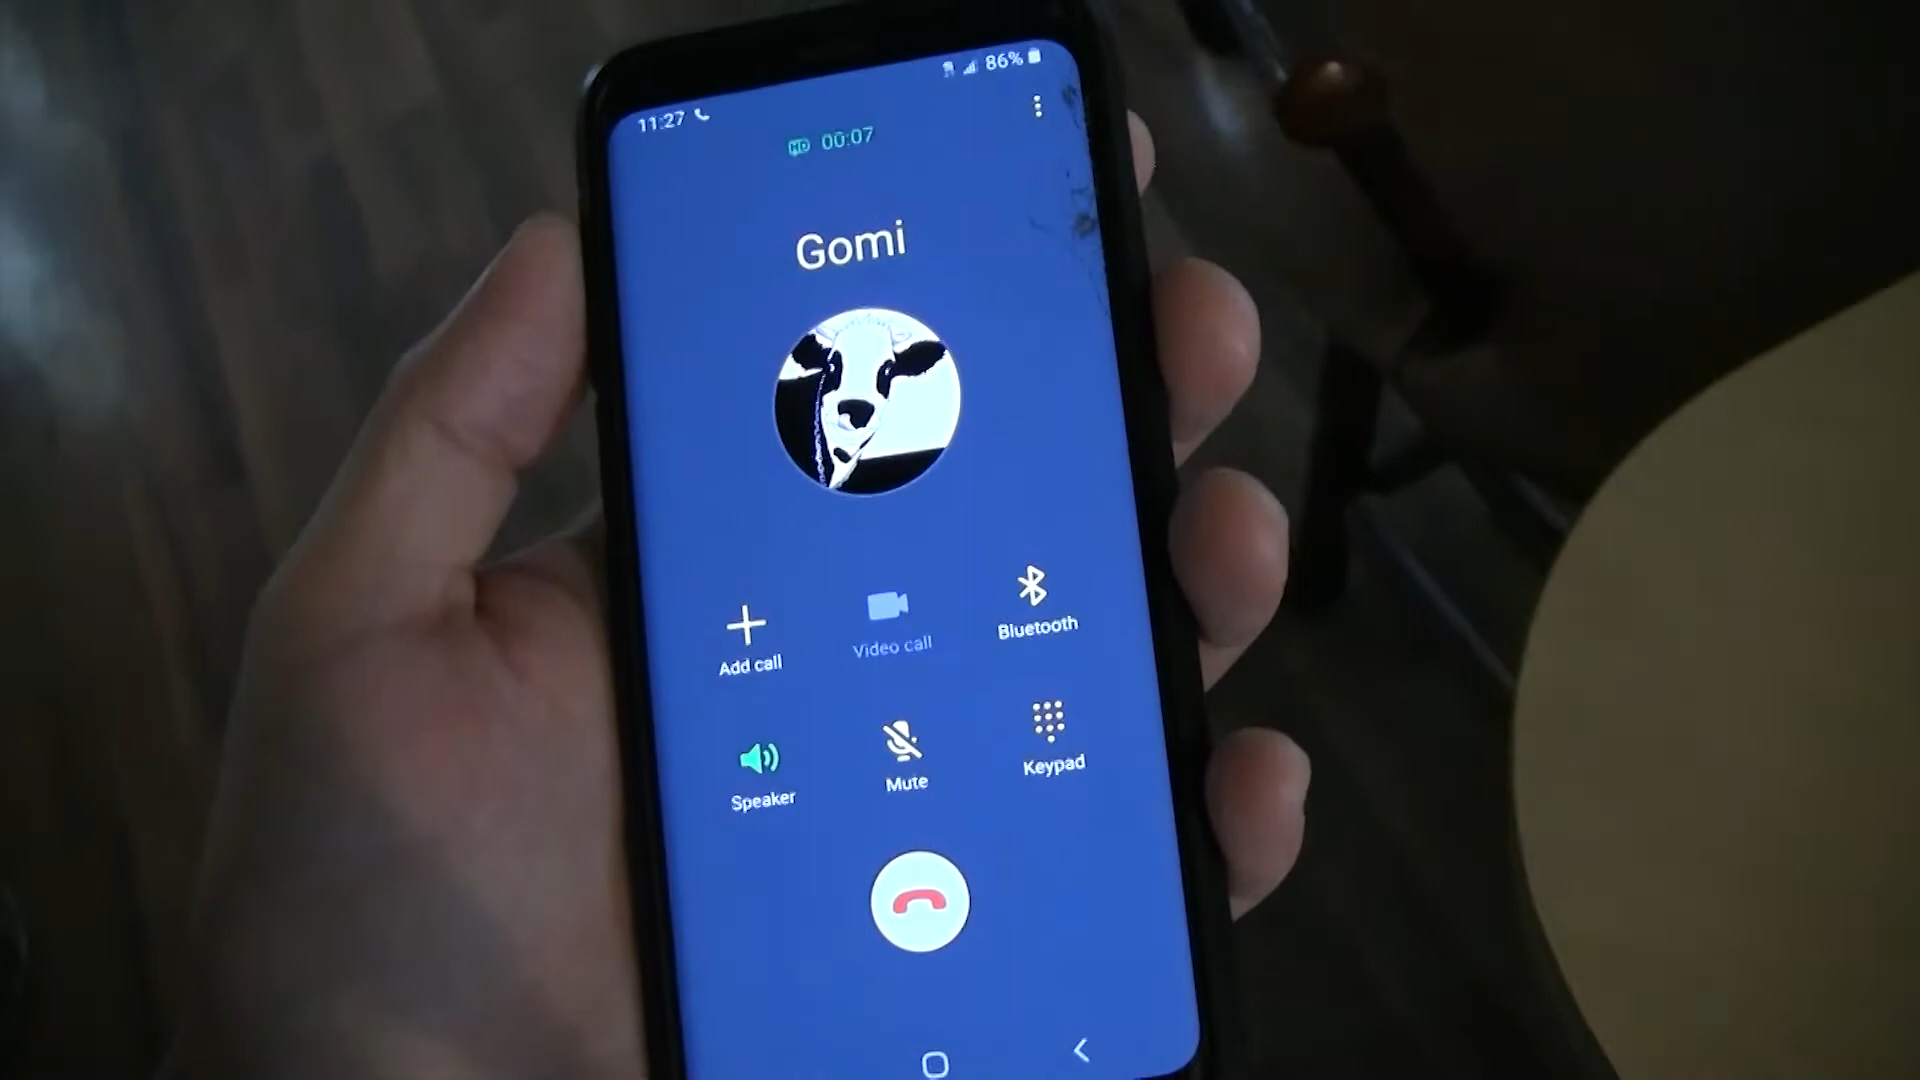 11:27
86%
HD 00:07
Gomi
Add call
Video call
Bluetooth
Speaker
Mute
Keypad